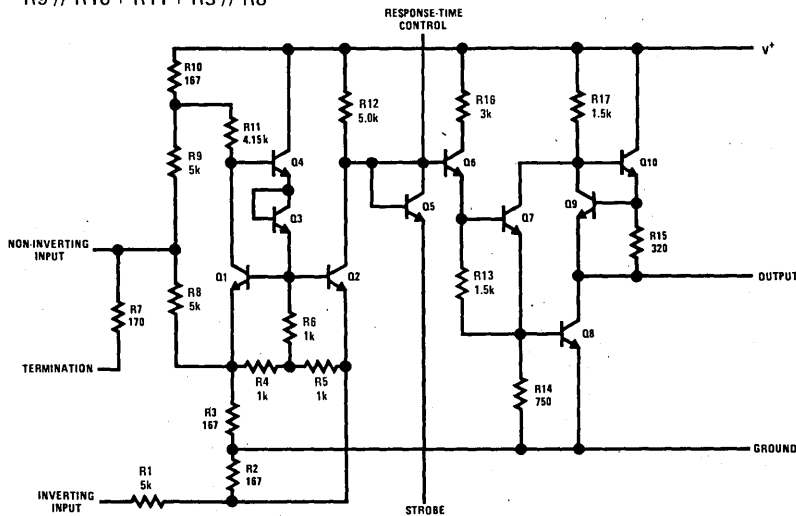 R9 // R10 + R11 + R3 // R8
RESPONSE-TIME
CONTROL
V+
R10
167
R12
5.0k
R16
3k
R17
1.5k
R11
4.15k
Q4
Q6
Q10
R9
5k
Q3
Q5
Q7
Q9
R15
320
NON-INVERTING
INPUT
Q1
Q2
OUTPUT
R13
1.5k
R8
5k
R7
170
R6
1k
Q8
TERMINATION
R4
1k
R5
1k
R14
750
R3
167
GROUND
R2
167
R1
5k
INVERTING
INPUT
STROBE